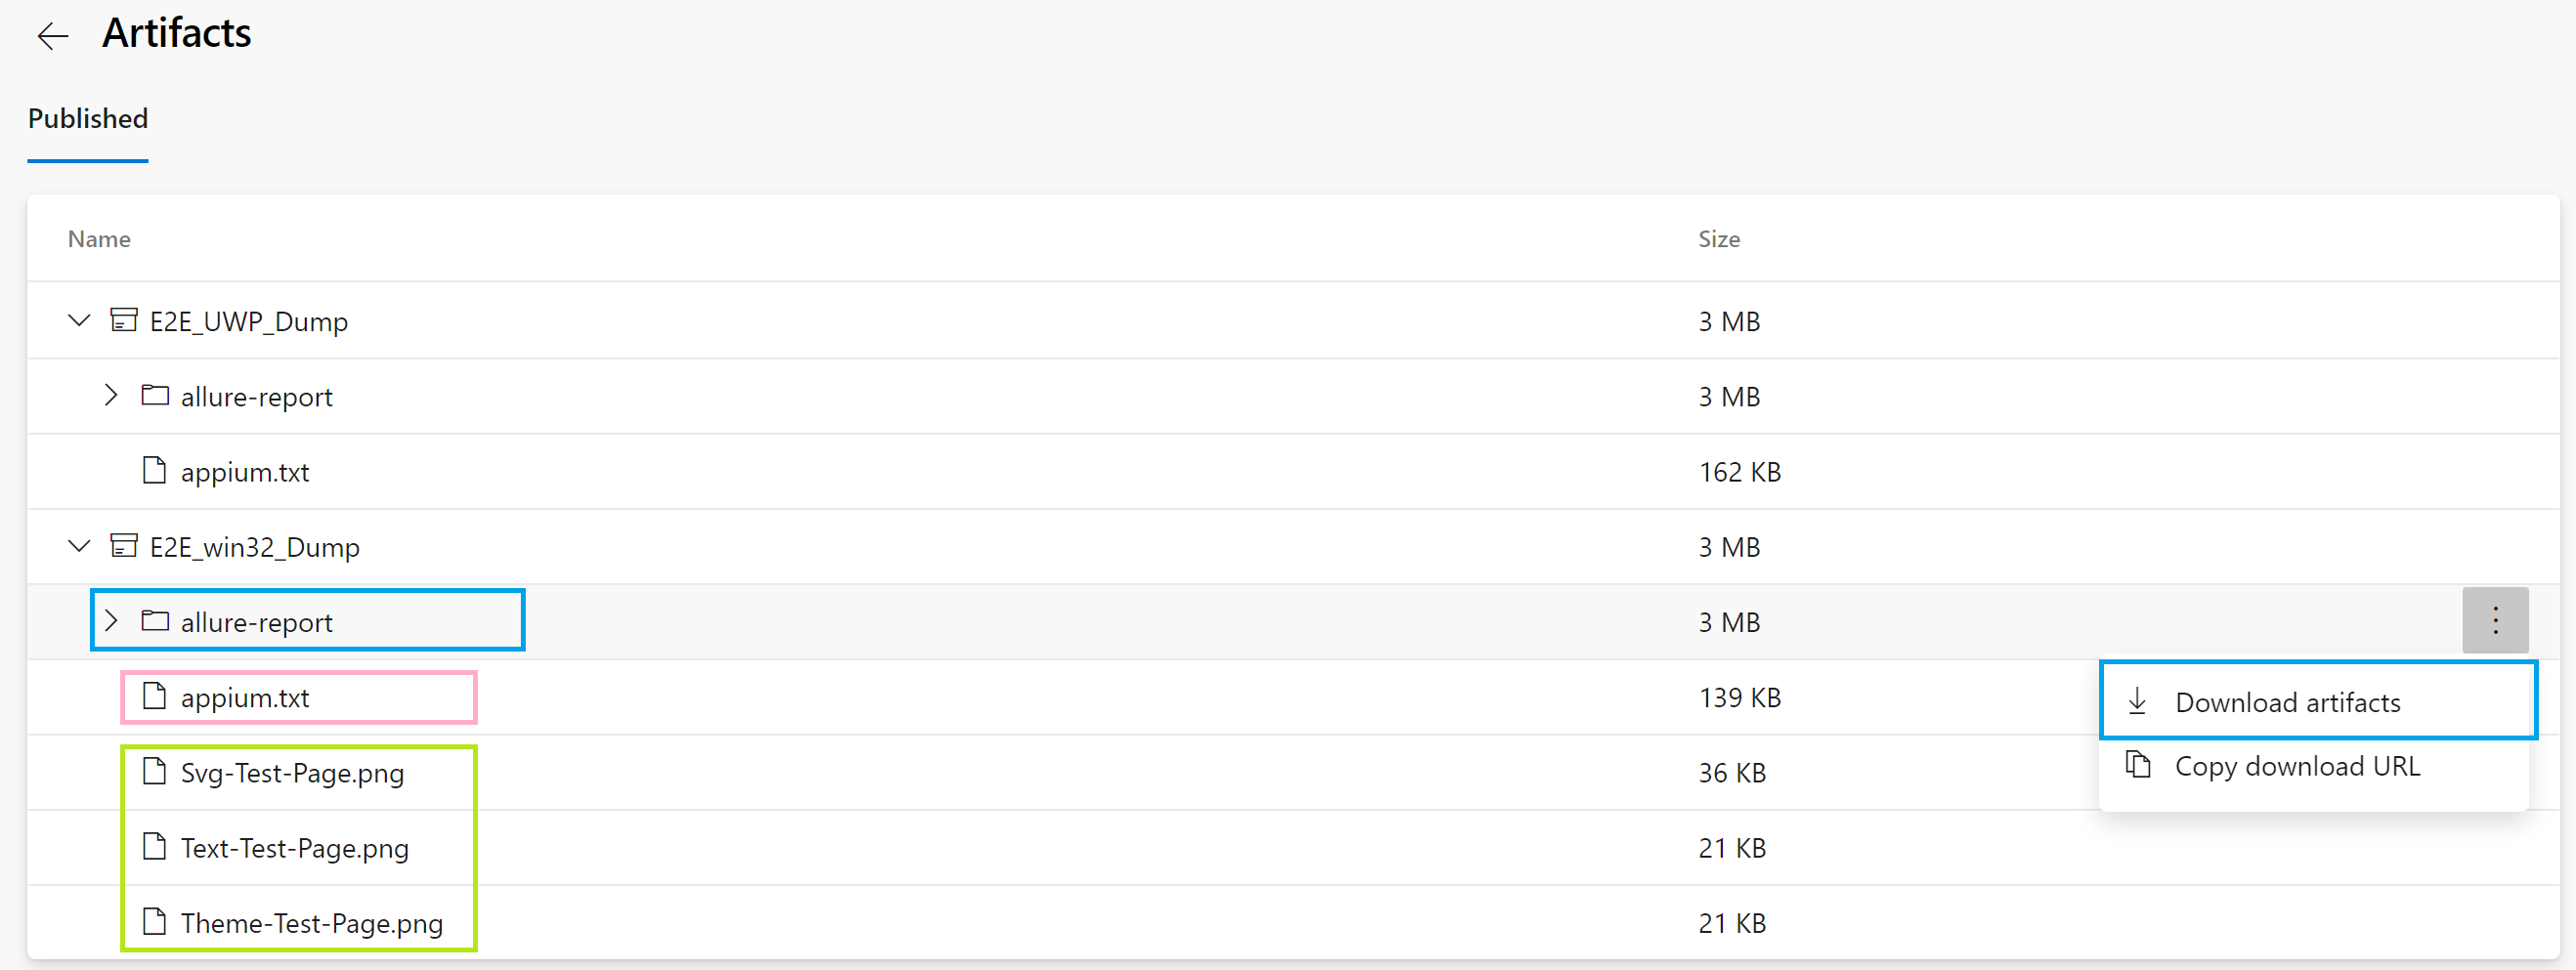 Artifacts
Published
Name Size
E2E_UWP_Dump 3 MB
allure-report 3 MB
appium.txt 162 KB
E2E_win32_Dump 3 MB
allure-report 3 MB
appium.txt 139 KB
Download artifacts
Svg-Test-Page.png 36 KB
Copy download URL
Text-Test-Page.png 21 KB
Theme-Test-Page.png 21 KB